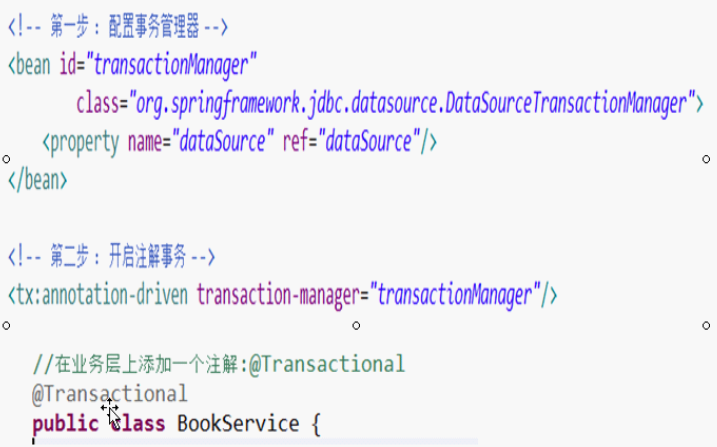 <!-- 第一步 : 配置事务管理器 -->
<bean id="transactionManager"
class="org.springframework.jdbc.datasource.DataSourceTransactionManager">
<property name="dataSource" ref="dataSource"/>
</bean>
<!-- 第二步 : 开启注解事务 -->
<tx:annotation-driven transaction-manager="transactionManager"/>
//在业务层上添加一个注解:@Transactional
@Transactional
public class BookService {